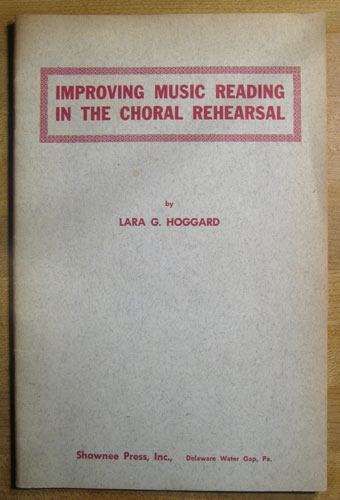 IMPROVING MUSIC READING
IN THE CHORAL REHEARSAL
by
LARA G. HOGGARD
Shawnee Press, Inc., Delaware Water Gap, Pa.